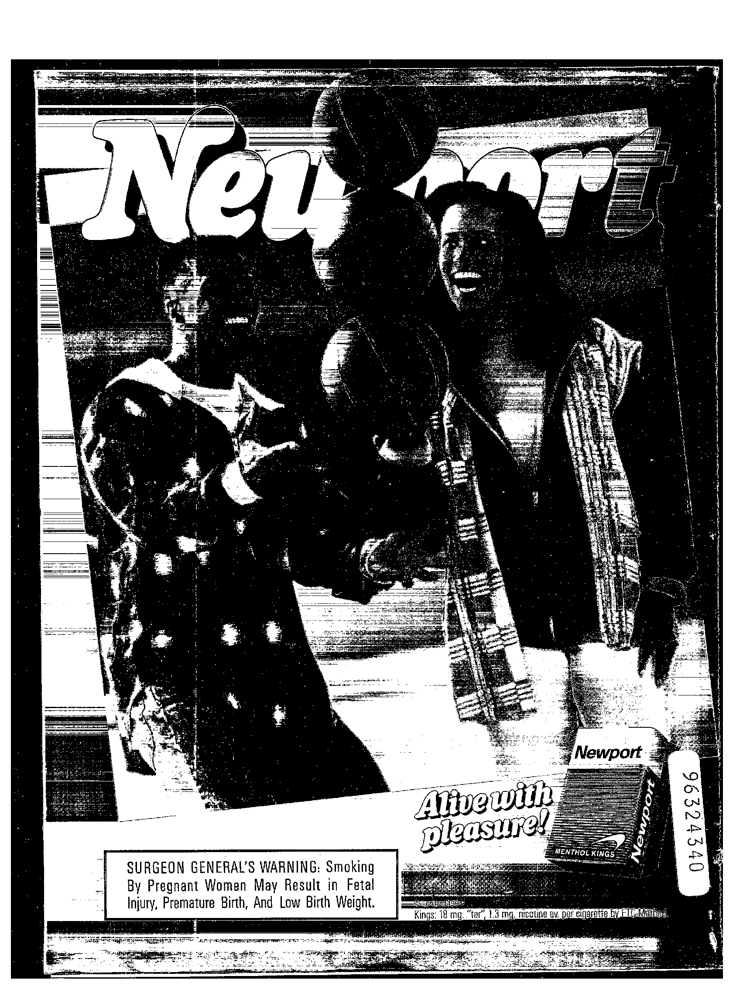 Newport
Alive with
pleasure!
Newport
Newport
MENTHOL KINGS
96324340
SURGEON GENERAL'S WARNING: Smoking
By Pregnant Women May Result in Fetal
Injury, Premature Birth, And Low Birth Weight.
Kings: 18 mg. "tar", 1.3 mg. nicotine av. per cigarette by FTC